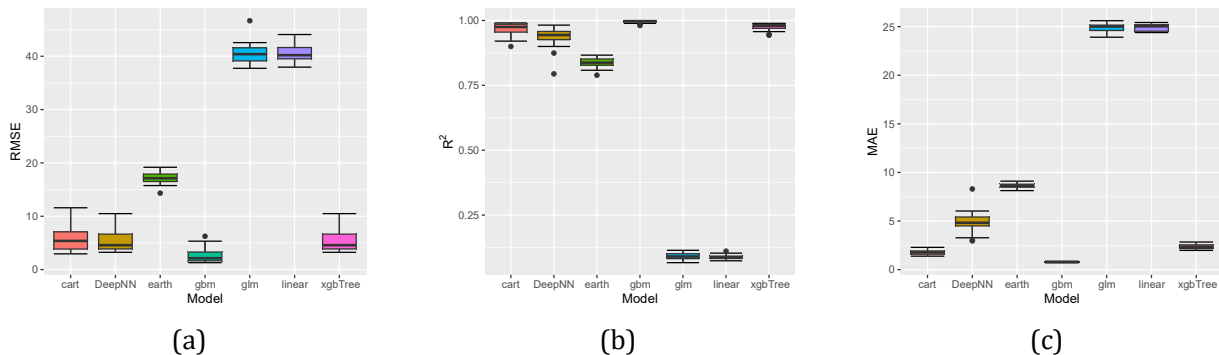 RMSE
40
30
20
10
0
cart DeepNN earth gbm glm linear xgbTree
Model
(a)
R2
1.00
0.75
0.50
0.25
cart DeepNN earth gbm glm linear xgbTree
Model
(b)
MAE
25
20
15
10
5
0
cart DeepNN earth gbm glm linear xgbTree
Model
(c)